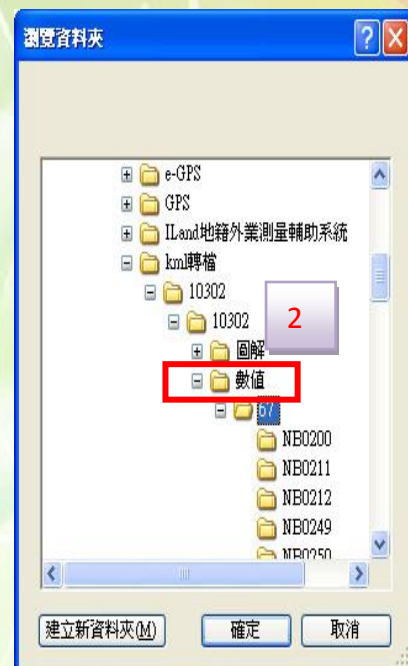 瀏覽資料夾
e-GPS
GPS
ILand地籍外業測量輔助系統
kml轉檔
10302
10302
2
圖解
數值
67
NB0200
NB0211
NB0212
NB0249
NB0250
建立新資料夾(M)
確定
取消